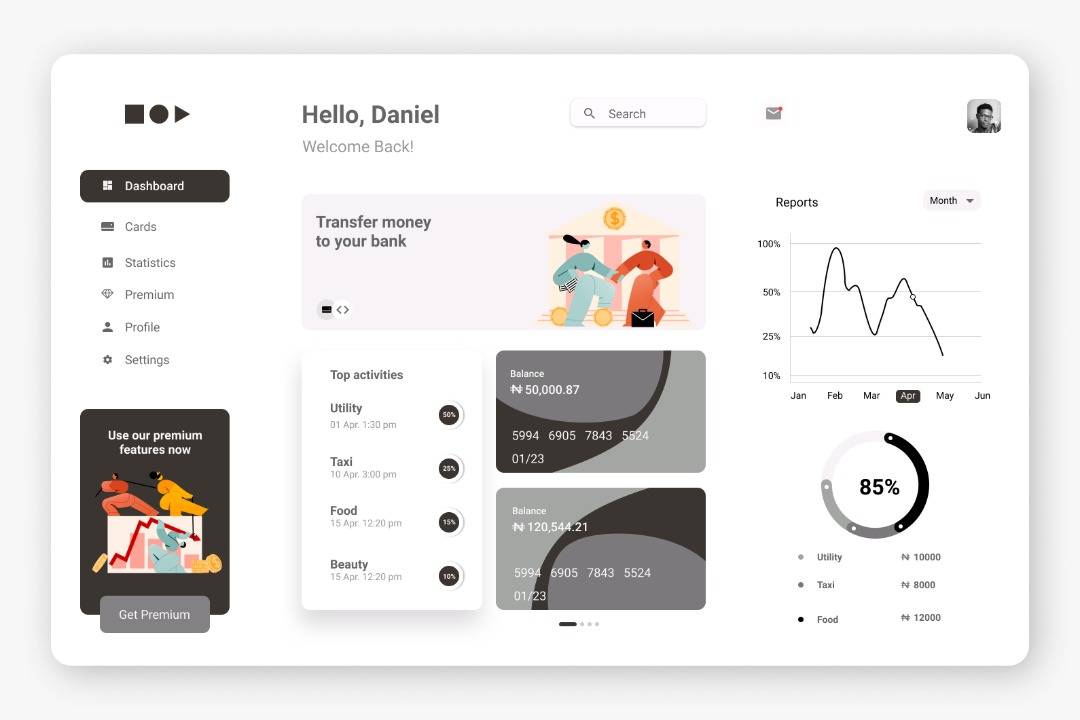 Hello, Daniel
Welcome Back!
Search
Dashboard
Cards
Statistics
Premium
Profile
Settings
Use our premium
features now
Get Premium
Transfer money
to your bank
$
Top activities
Utility
01 Apr. 1:30 pm
50%
Taxi
10 Apr. 3:00 pm
25%
Food
15 Apr. 12:20 pm
15%
Beauty
15 Apr. 12:20 pm
10%
Balance
₦ 50,000.87
5994 6905 7843 5524
01/23
Balance
₦ 120,544.21
5994 6905 7843 5524
01/23
Reports
Month
100%
50%
25%
10%
Jan Feb Mar Apr May Jun
85%
Utility ₦ 10000
Taxi ₦ 8000
Food ₦ 12000